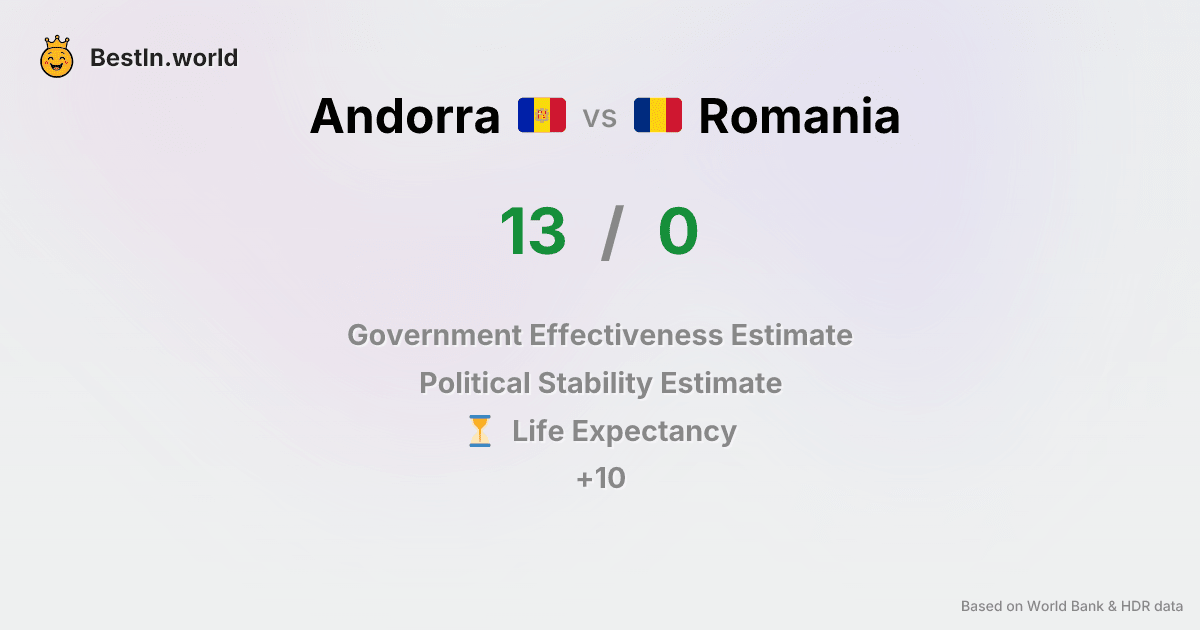 BestIn.world
Andorra vs Romania
13 / 0
Government Effectiveness Estimate
Political Stability Estimate
Life Expectancy
+10
Based on World Bank & HDR data